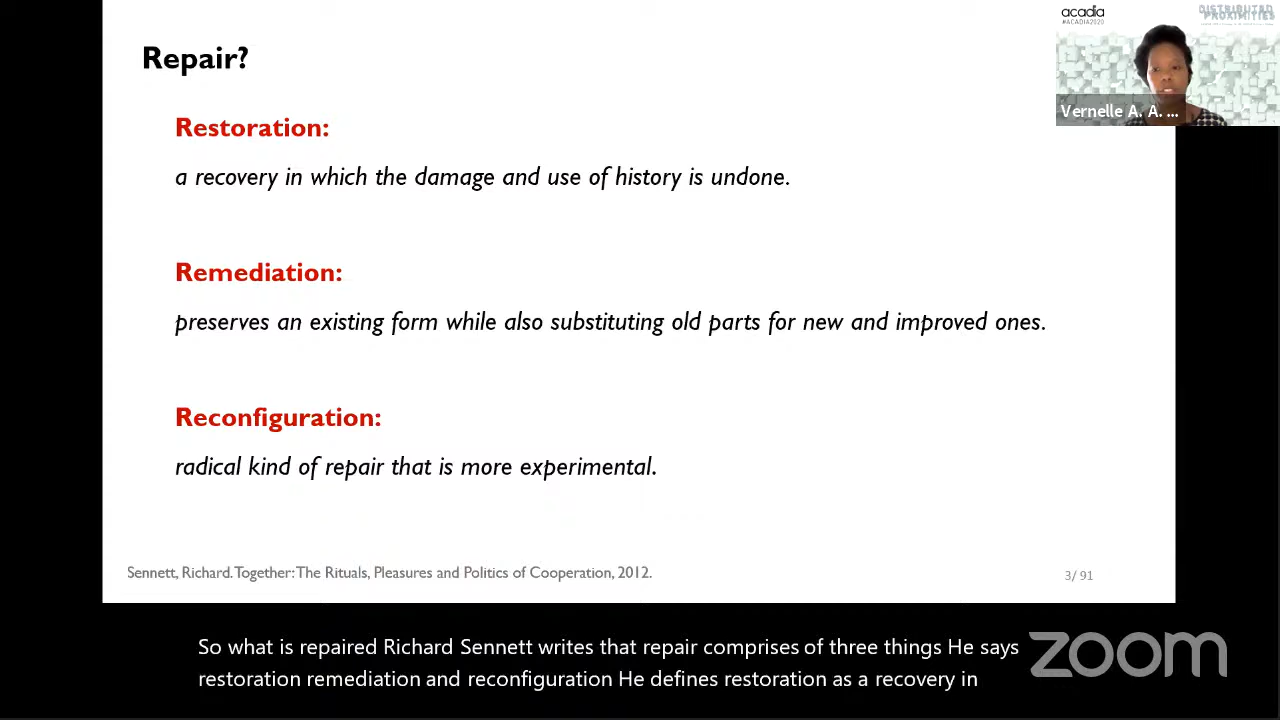 acadia
#ACADIA2020
DISTRIBUTED
PROXIMITIES
Vernelle A. A. ...
Repair?
Restoration:
a recovery in which the damage and use of history is undone.
Remediation:
preserves an existing form while also substituting old parts for new and improved ones.
Reconfiguration:
radical kind of repair that is more experimental.
Sennett, Richard. Together: The Rituals, Pleasures and Politics of Cooperation, 2012.
3/ 91
So what is repaired Richard Sennett writes that repair comprises of three things He says
restoration remediation and reconfiguration He defines restoration as a recovery in
zoom